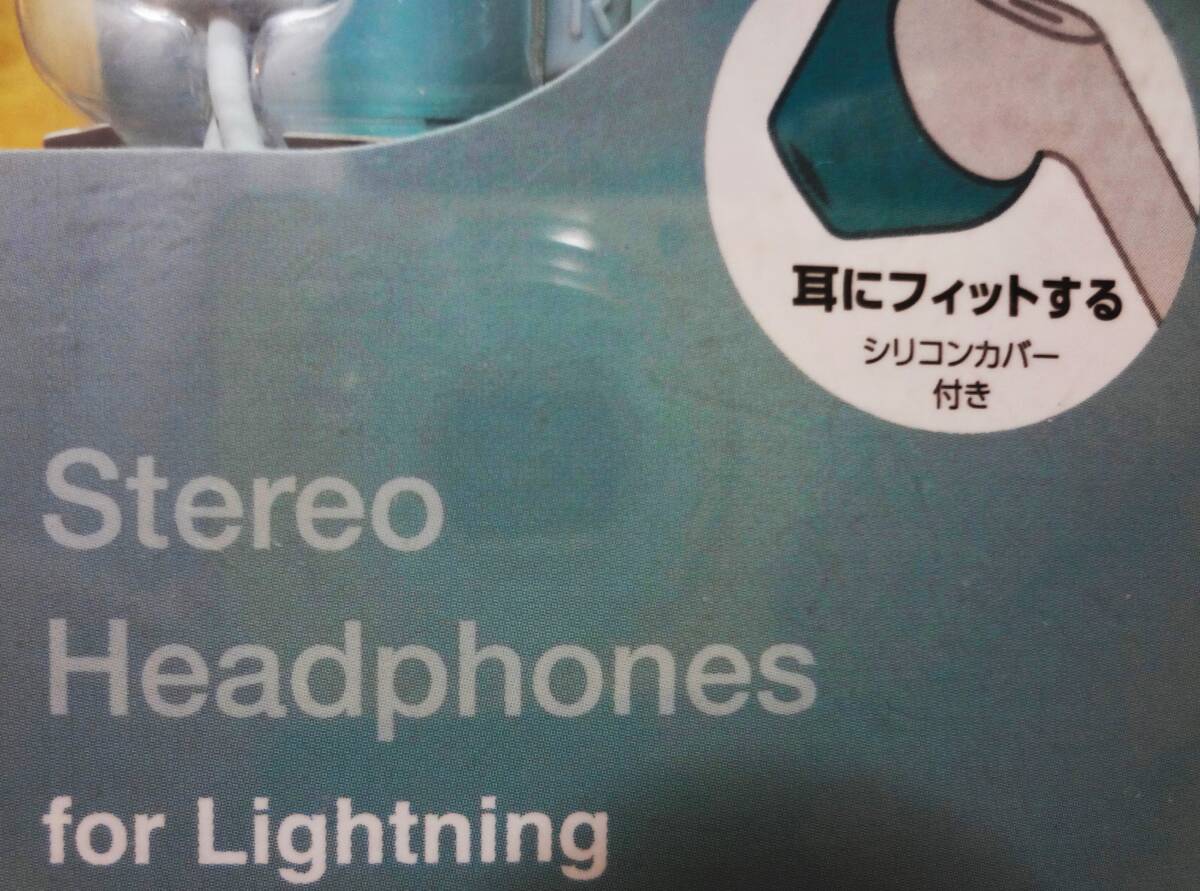 耳にフィットする
シリコンカバー
付き
Stereo
Headphones
for Lightning